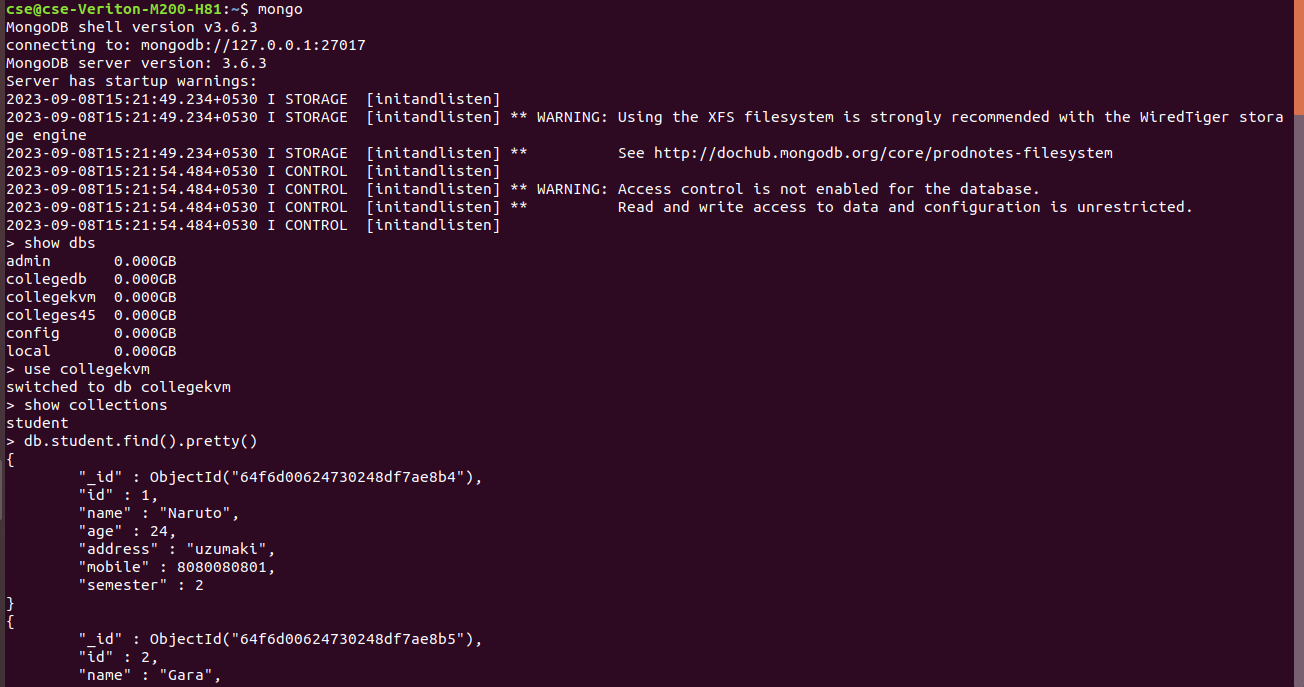 cse@cse-Veriton-M200-H81:~$ mongo
MongoDB shell version v3.6.3
connecting to: mongodb://127.0.0.1:27017
MongoDB server version: 3.6.3
Server has startup warnings:
2023-09-08T15:21:49.234+0530 I STORAGE  [initandlisten]
2023-09-08T15:21:49.234+0530 I STORAGE  [initandlisten] ** WARNING: Using the XFS filesystem is strongly recommended with the WiredTiger stora
ge engine
2023-09-08T15:21:49.234+0530 I STORAGE  [initandlisten] **          See http://dochub.mongodb.org/core/prodnotes-filesystem
2023-09-08T15:21:54.484+0530 I CONTROL  [initandlisten]
2023-09-08T15:21:54.484+0530 I CONTROL  [initandlisten] ** WARNING: Access control is not enabled for the database.
2023-09-08T15:21:54.484+0530 I CONTROL  [initandlisten] **          Read and write access to data and configuration is unrestricted.
2023-09-08T15:21:54.484+0530 I CONTROL  [initandlisten]
> show dbs
admin       0.000GB
collegedb   0.000GB
collegekvm  0.000GB
colleges45  0.000GB
config      0.000GB
local       0.000GB
> use collegekvm
switched to db collegekvm
> show collections
student
> db.student.find().pretty()
{
        "_id" : ObjectId("64f6d00624730248df7ae8b4"),
        "id" : 1,
        "name" : "Naruto",
        "age" : 24,
        "address" : "uzumaki",
        "mobile" : 8080080801,
        "semester" : 2
}
{
        "_id" : ObjectId("64f6d00624730248df7ae8b5"),
        "id" : 2,
        "name" : "Gara",